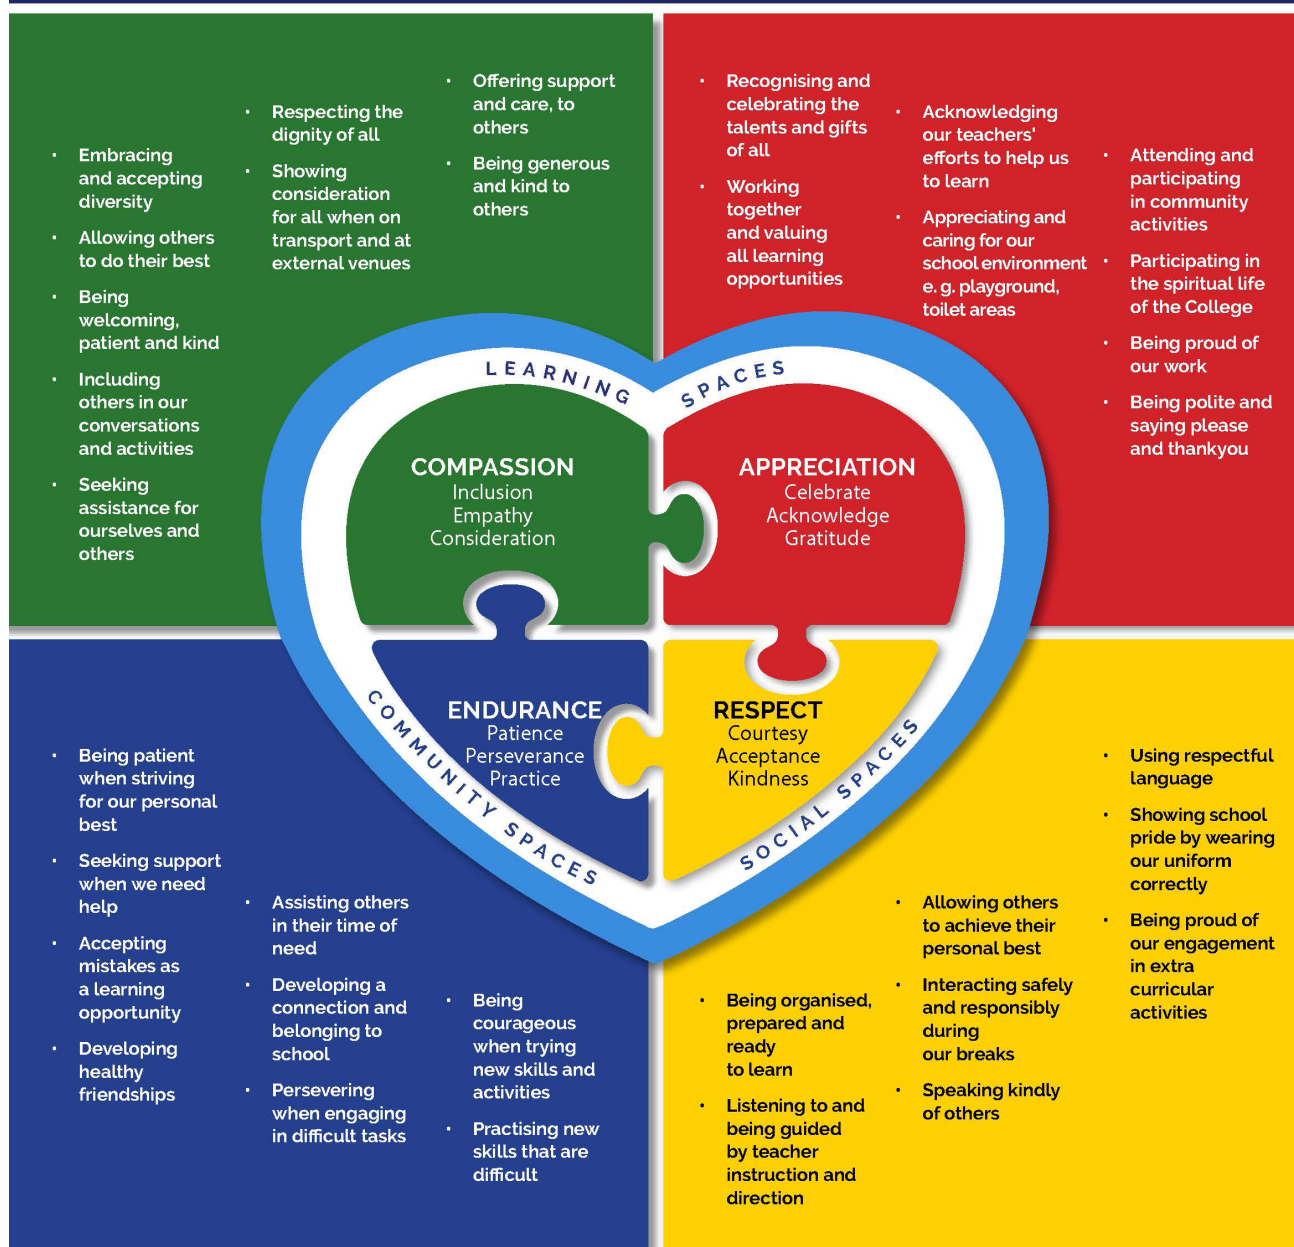 • Embracing
and accepting
diversity
• Allowing others
to do their best
• Being
welcoming,
patient and kind
• Including
others in our
conversations
and activities
• Seeking
assistance for
ourselves and
others
• Respecting the
dignity of all
• Showing
consideration
for all when on
transport and at
external venues
• Offering support
and care, to
others
• Being generous
and kind to
others
• Recognising and
celebrating the
talents and gifts
of all
• Working
together
and valuing
all learning
opportunities
• Acknowledging
our teachers'
efforts to help us
to learn
• Appreciating and
caring for our
school environment
e. g. playground,
toilet areas
• Attending and
participating
in community
activities
• Participating in
the spiritual life
of the College
• Being proud of
our work
• Being polite and
saying please
and thankyou
LEARNING SPACES
COMPASSION
Inclusion
Empathy
Consideration
APPRECIATION
Celebrate
Acknowledge
Gratitude
ENDURANCE
Patience
Perseverance
Practice
RESPECT
Courtesy
Acceptance
Kindness
COMMUNITY SPACES
SOCIAL SPACES
• Being patient
when striving
for our personal
best
• Seeking support
when we need
help
• Accepting
mistakes as
a learning
opportunity
• Developing
healthy
friendships
• Assisting others
in their time of
need
• Developing a
connection and
belonging to
school
• Persevering
when engaging
in difficult tasks
• Being
courageous
when trying
new skills and
activities
• Practising new
skills that are
difficult
• Being organised,
prepared and
ready
to learn
• Listening to and
being guided
by teacher
instruction and
direction
• Allowing others
to achieve their
personal best
• Interacting safely
and responsibly
during
our breaks
• Speaking kindly
of others
• Using respectful
language
• Showing school
pride by wearing
our uniform
correctly
• Being proud of
our engagement
in extra
curricular
activities